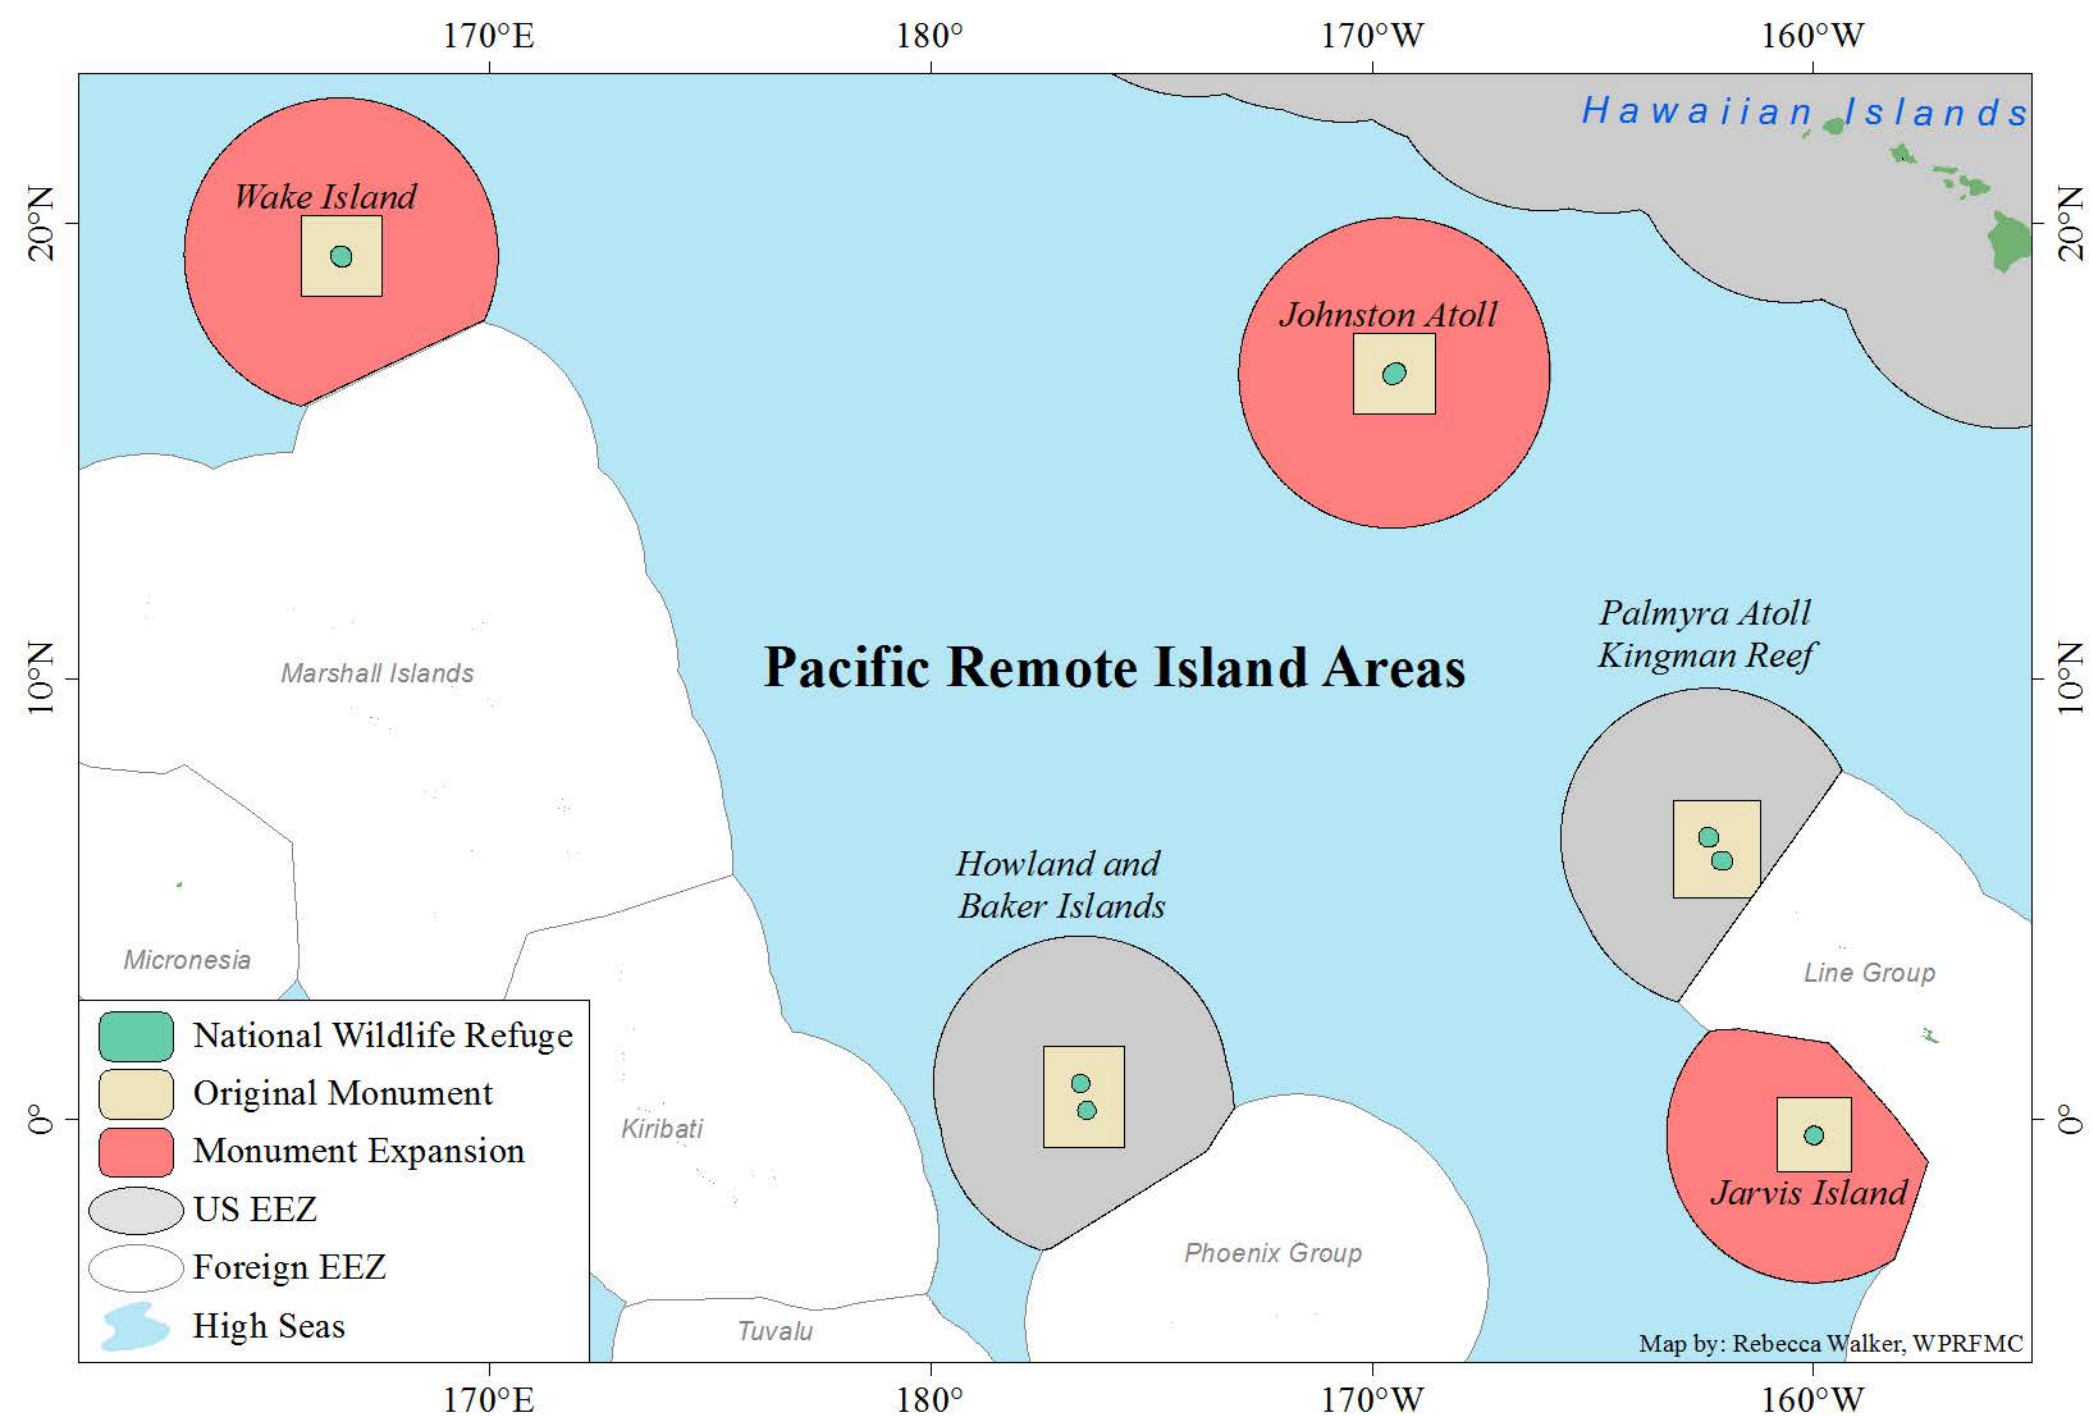 170°E 180° 170°W 160°W
Hawaiian Islands
Wake Island
20°N
20°N
Johnston Atoll
Palmyra Atoll
Kingman Reef
10°N
10°N
Marshall Islands
Pacific Remote Island Areas
Howland and
Baker Islands
Micronesia
Line Group
Kiribati
0°
0°
Jarvis Island
Phoenix Group
Tuvalu
National Wildlife Refuge
Original Monument
Monument Expansion
US EEZ
Foreign EEZ
High Seas
Map by: Rebecca Walker, WPRFMC
170°E 180° 170°W 160°W